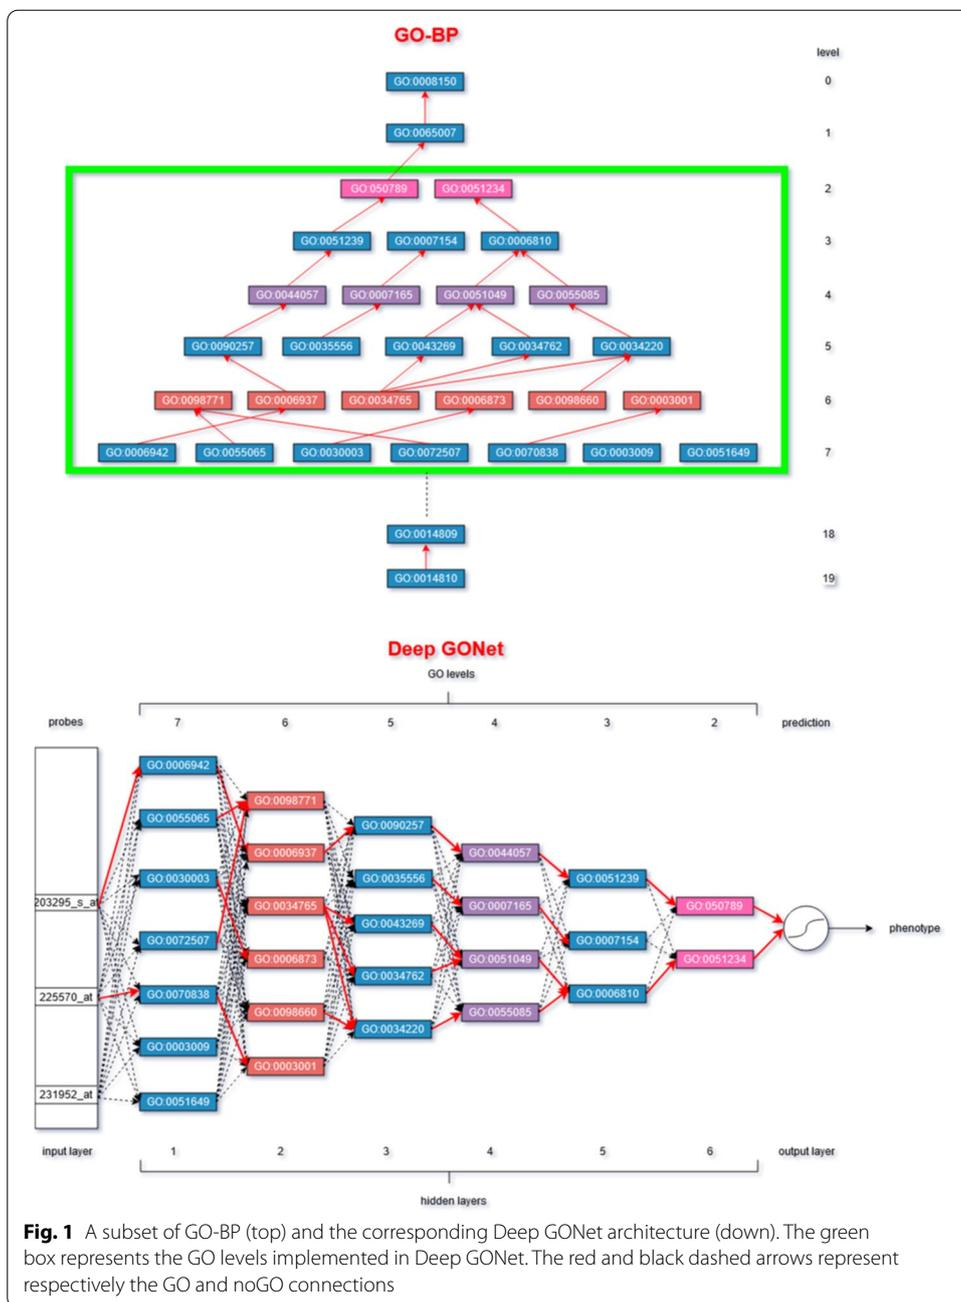 GO-BP
level
GO:0008150 0
GO:0065007 1
GO:050789 GO:0051234 2
GO:0051239 GO:0007154 GO:0006810 3
GO:0044057 GO:0007165 GO:0051049 GO:0055085 4
GO:0090257 GO:0035556 GO:0043269 GO:0034762 GO:0034220 5
GO:0098771 GO:0006937 GO:0034765 GO:0006873 GO:0098660 GO:0003001 6
GO:0006942 GO:0055065 GO:0030003 GO:0072507 GO:0070838 GO:0003009 GO:0051649 7
GO:0014809 18
GO:0014810 19
Deep GONet
GO levels
probes 7 6 5 4 3 2 prediction
GO:0006942
GO:0098771
GO:0055065
GO:0090257
GO:0006937
GO:0044057
GO:0030003
GO:0035556
GO:0051239
203295_s_at
GO:0034765
GO:0007165
GO:050789
GO:0043269
phenotype
GO:0072507
GO:0007154
GO:0006873
GO:0051049
GO:0051234
GO:0034762
225570_at
GO:0070838
GO:0006810
GO:0098660
GO:0055085
GO:0034220
GO:0003009
GO:0003001
231952_at
GO:0051649
input layer 1 2 3 4 5 6 output layer
hidden layers
Fig. 1 A subset of GO-BP (top) and the corresponding Deep GONet architecture (down). The green
box represents the GO levels implemented in Deep GONet. The red and black dashed arrows represent
respectively the GO and noGO connections